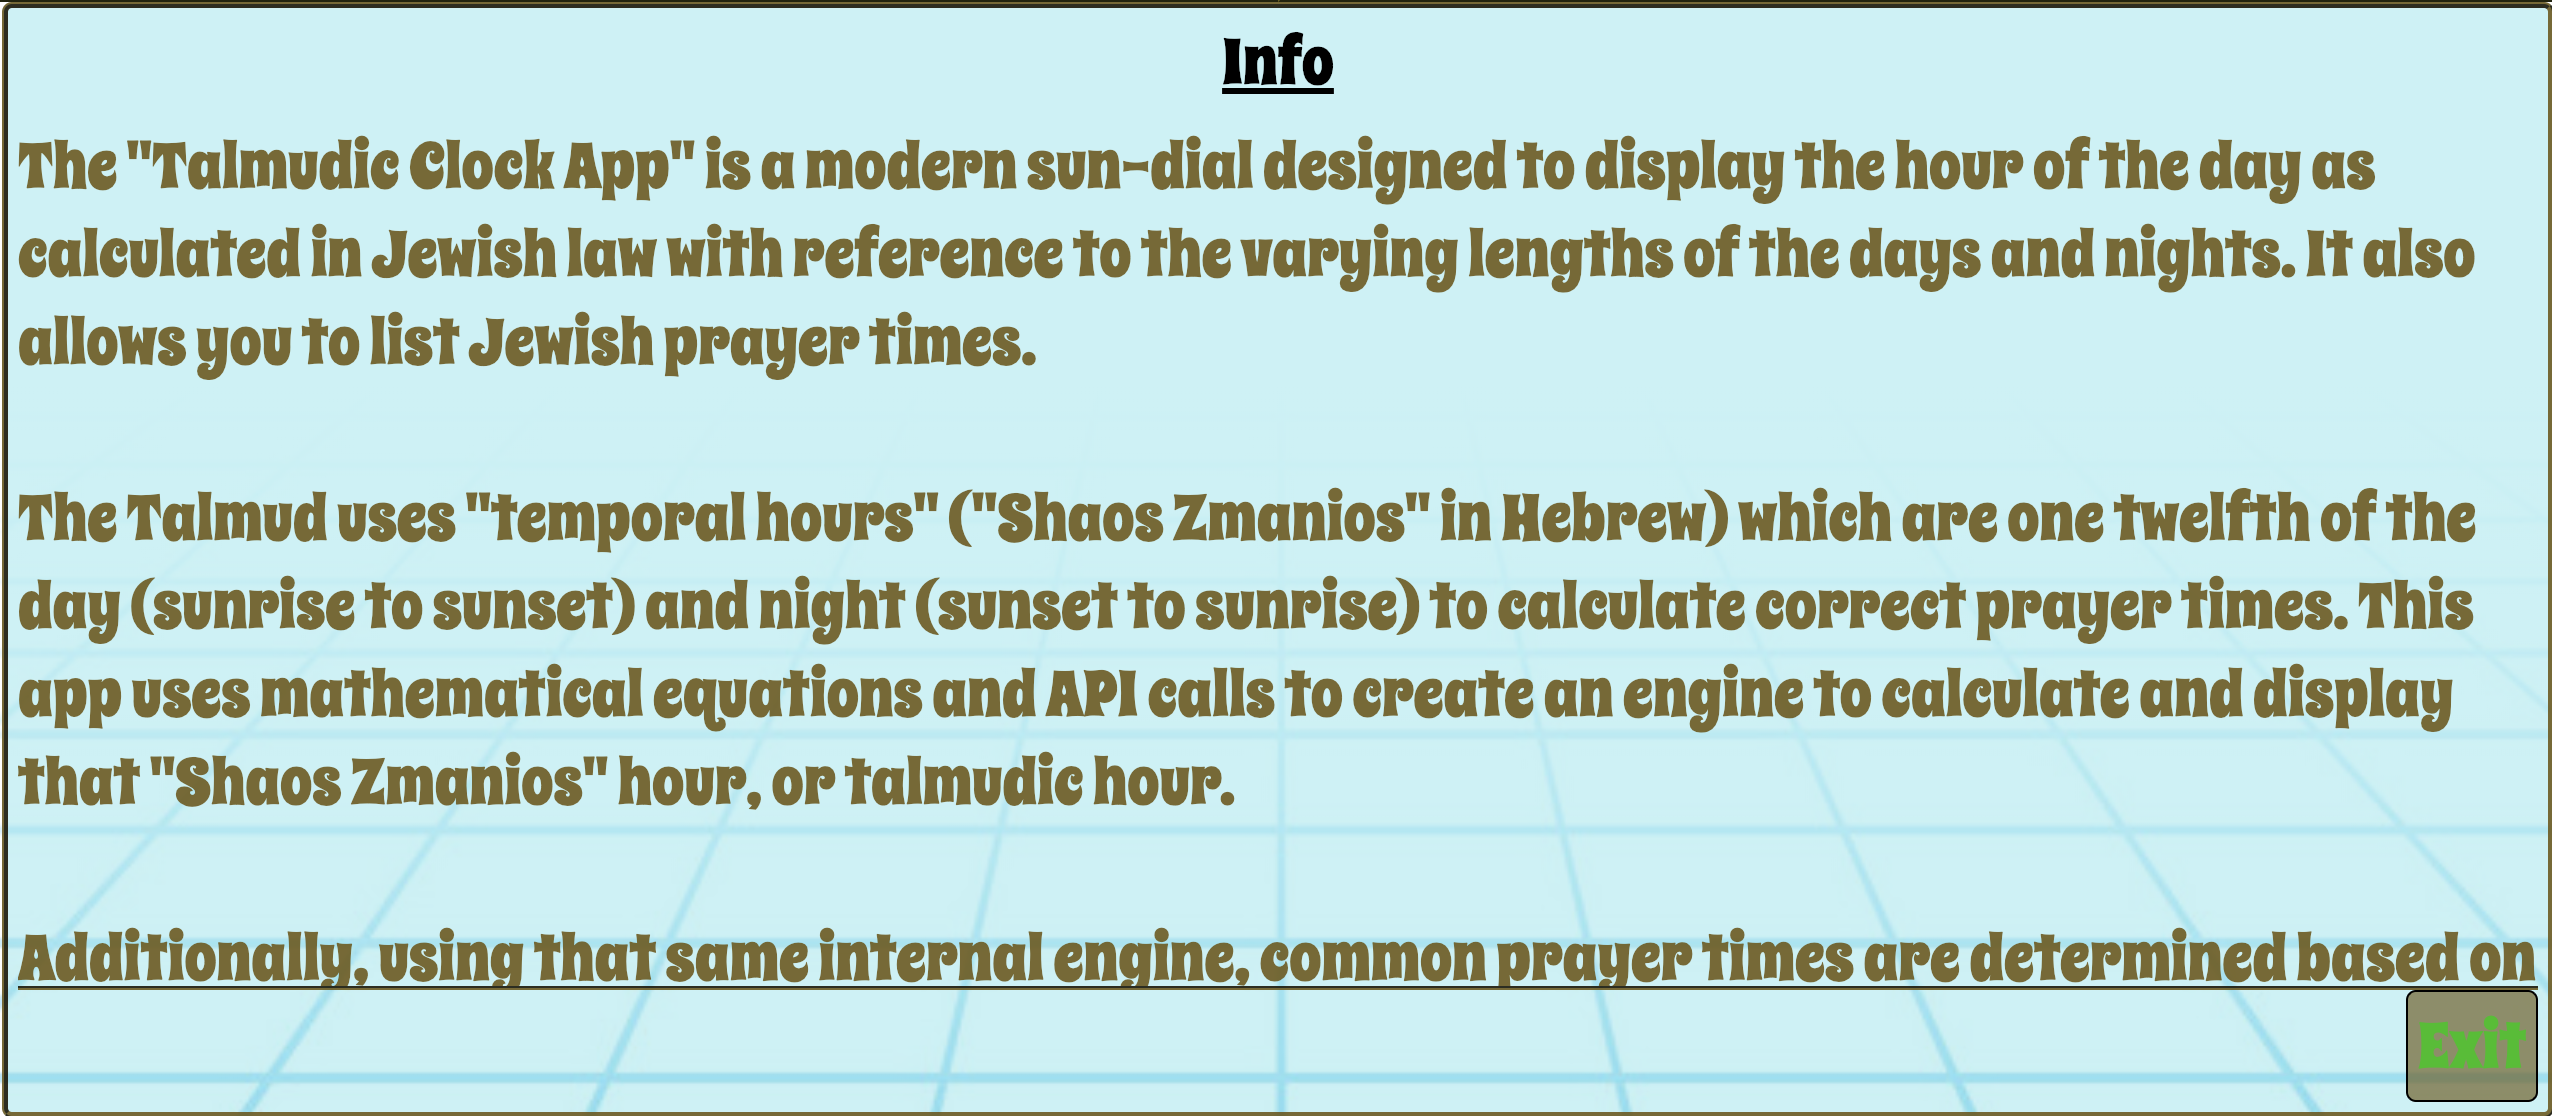 Info
The "Talmudic Clock App" is a modern sun-dial designed to display the hour of the day as
calculated in Jewish law with reference to the varying lengths of the days and nights. It also
allows you to list Jewish prayer times.
The Talmud uses "temporal hours" ("Shaos Zmanios" in Hebrew) which are one twelfth of the
day (sunrise to sunset) and night (sunset to sunrise) to calculate correct prayer times. This
app uses mathematical equations and API calls to create an engine to calculate and display
that "Shaos Zmanios" hour, or talmudic hour.
Additionally, using that same internal engine, common prayer times are determined based on
Exit